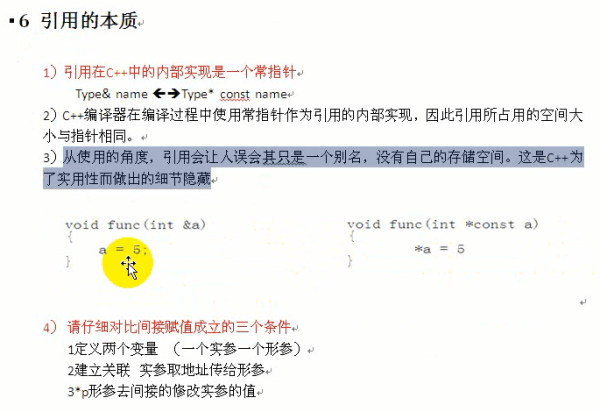 ▪6 引用的本质
1）引用在C++中的内部实现是一个常指针
Type& name ←→Type* const name
2）C++编译器在编译过程中使用常指针作为引用的内部实现，因此引用所占用的空间大
小与指针相同。
3）从使用的角度，引用会让人误会其只是一个别名，没有自己的存储空间。这是C++为
了实用性而做出的细节隐藏
void func(int &a)
{
a = 5;
}
void func(int *const a)
{
*a = 5
}
4） 请仔细对比间接赋值成立的三个条件
1定义两个变量 （一个实参一个形参）
2建立关联 实参取地址传给形参
3*p形参去间接的修改实参的值